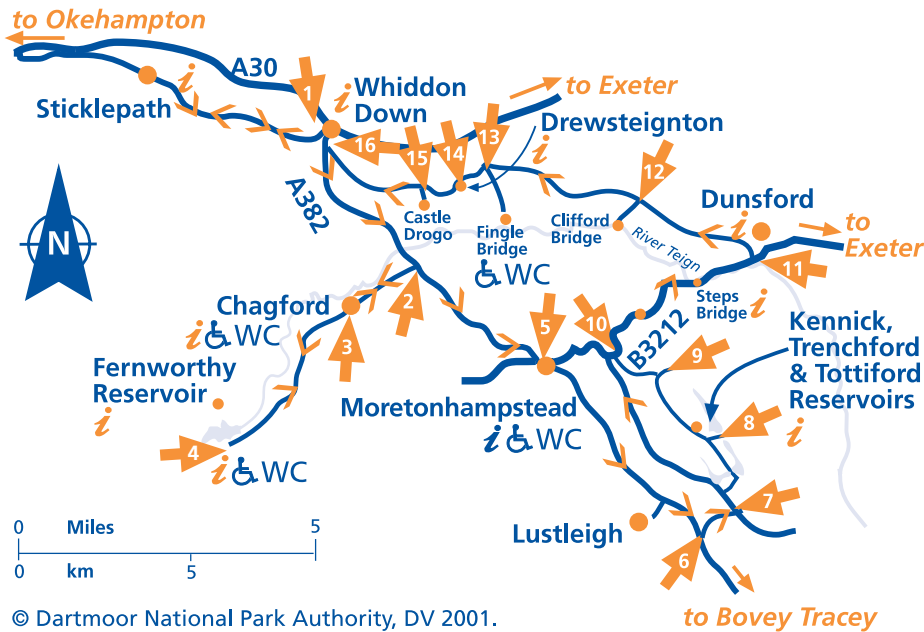 to Okehampton
A30
i
Sticklepath
1
i
Whiddon
Down
to Exeter
16
15
14
13
Drewsteignton
i
12
Dunsford
i
to
Exeter
A382
Castle
Drogo
Fingle
Bridge
WC
Clifford
Bridge
River Teign
11
N
Chagford
i WC
2
3
5
10
B3212
Steps
Bridge
i
9
Kennick,
Trenchford
& Tottiford
Reservoirs
i
8
Fernworthy
Reservoir
i
4
i WC
Moretonhampstead
i WC
7
Lustleigh
6
0 Miles 5
0 km 5
© Dartmoor National Park Authority, DV 2001.
to Bovey Tracey